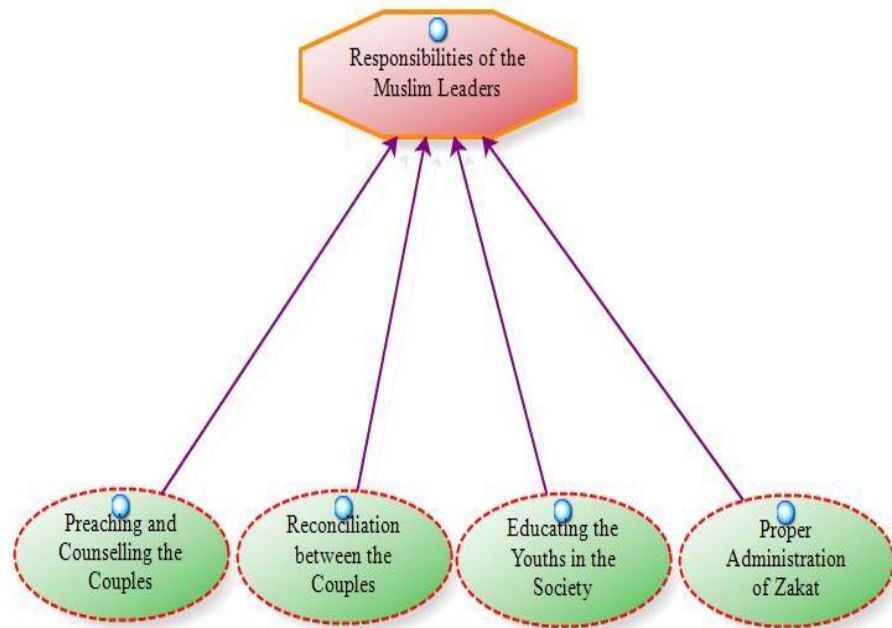 Responsibilities of the
Muslim Leaders
Preaching and
Counselling the
Couples
Reconciliation
between the
Couples
Educating the
Youths in the
Society
Proper
Administration
of Zakat